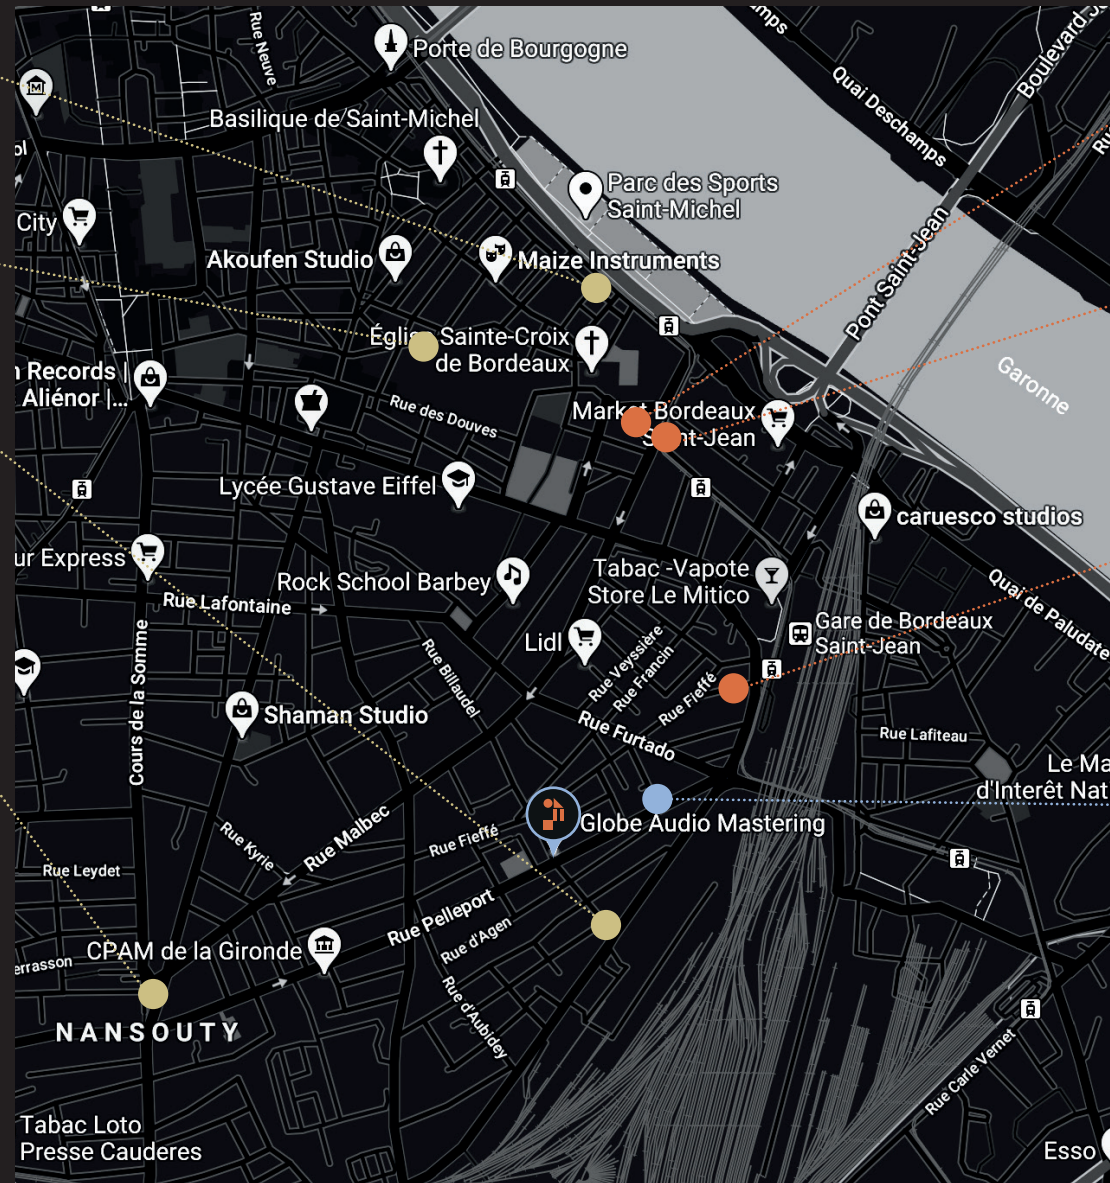 Rue Neuve
Porte de Bourgogne
Quai Deschamps
Basilique de Saint-Michel
Parc des Sports
Saint-Michel
City
Akoufen Studio
Maize Instruments
Pont Saint-Jean
Sainte-Croix
de Bordeaux
Garonne
Records |
Aliénor |...
Rue des Douves
Bordeaux
Lycée Gustave Eiffel
caruesco studios
ur Express
Rock School Barbey
Tabac -Vapote
Store Le Mitico
Quai de Paludate
Rue Lafontaine
Lidl
Gare de Bordeaux
Saint-Jean
Rue Veyssière
Rue Francin
Rue Fieffé
Rue Billaudel
Cours de la Somme
Shaman Studio
Rue Furtado
Rue Lafiteau
Le Ma
d'Interêt Nat
Globe Audio Mastering
Rue Fieffé
Rue Malbec
Rue Kyrie
Rue Leydet
Rue Pelleport
Rue d'Agen
CPAM de la Gironde
errasson
Rue d'Aubidey
NANSOUTY
Rue Carle Vernet
Tabac Loto
Presse Cauderes
Esso